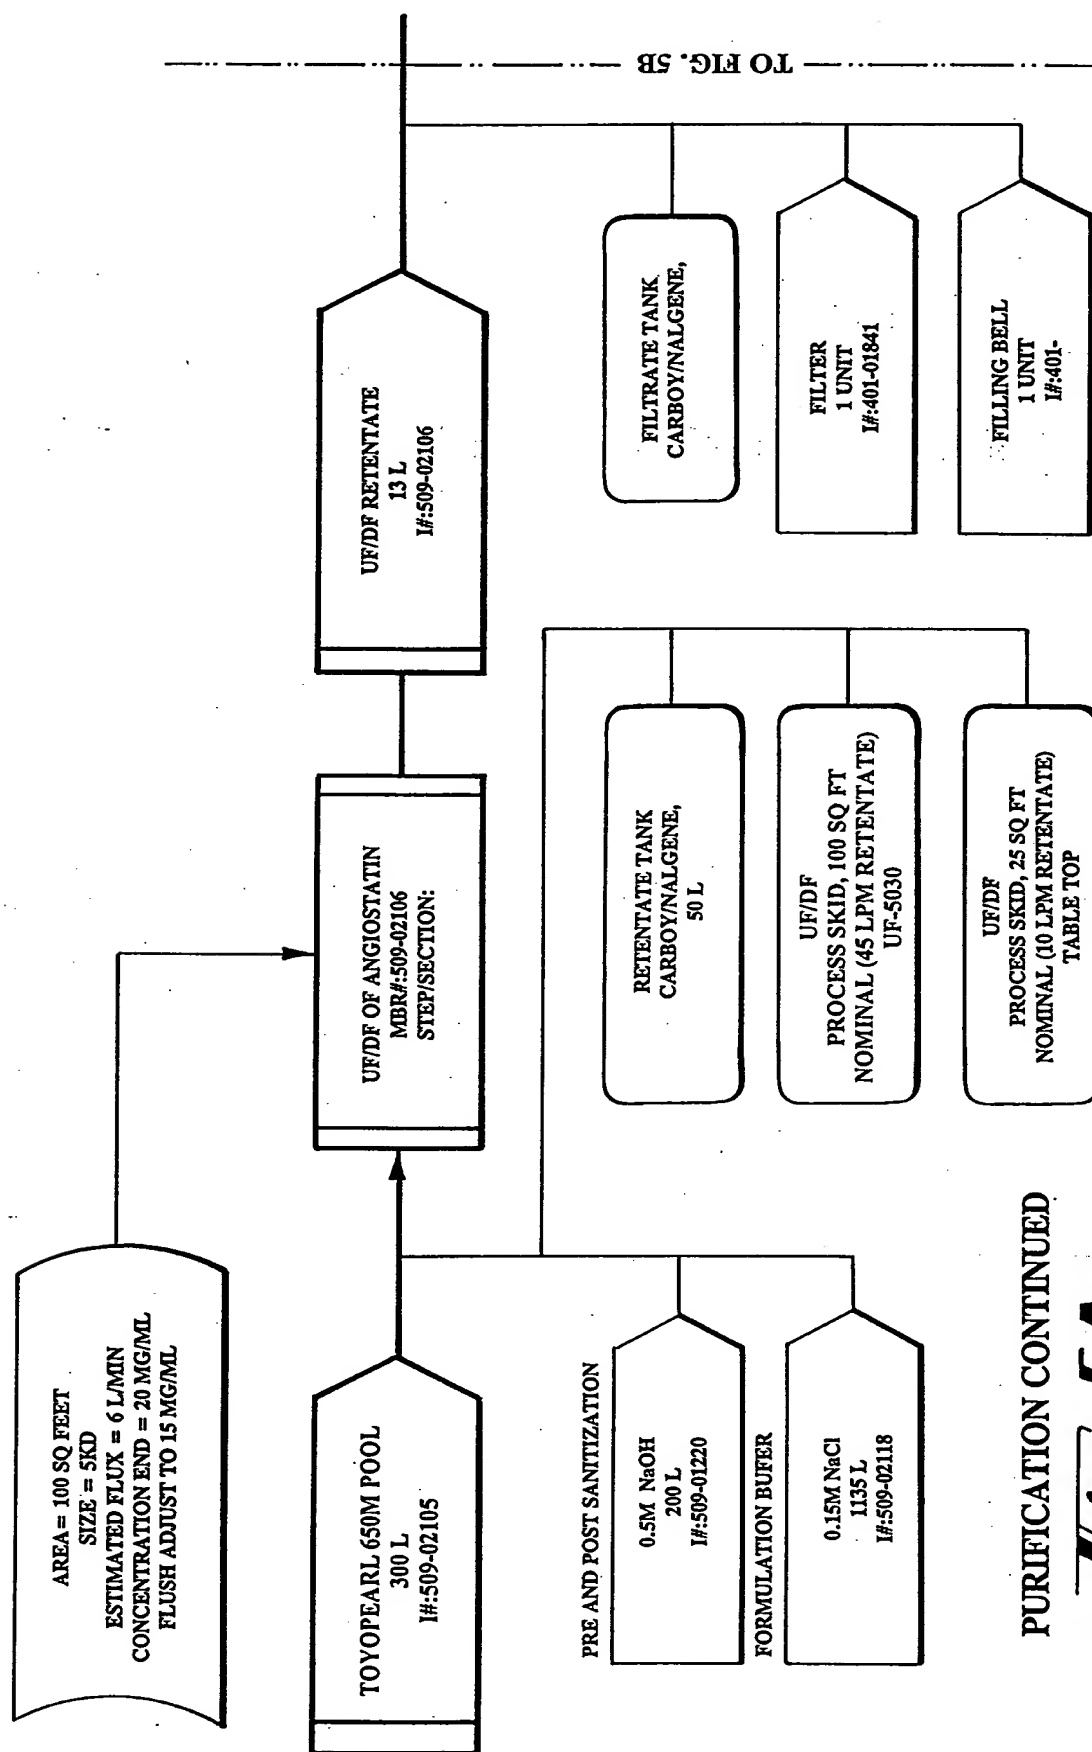 AREA= 100 SQ FEET
SIZE = 5KD
ESTIMATED FLUX = 6 L/MIN
CONCENTRATION END = 20 MG/ML
FLUSH ADJUST TO 15 MG/ML
TOYOPEARL 650M POOL
300 L
I#:509-02105
UF/DF OF ANGIOSTATIN
MBR#:509-02106
STEP/SECTION:
UF/DF RETENTATE
13 L
I#:509-02106
PRE AND POST SANITIZATION
0.5M NaOH
200 L
I#:509-01220
FORMULATION BUFER
0.15M NaCl
1135 L
I#:509-02118
RETENTATE TANK
CARBOY/NALGENE,
50 L
UF/DF
PROCESS SKID, 100 SQ FT
NOMINAL (45 LPM RETENTATE)
UF-5030
UF/DF
PROCESS SKID, 25 SQ FT
NOMINAL (10 LPM RETENTATE)
TABLE TOP
FILTRATE TANK
CARBOY/NALGENE,
FILTER
1 UNIT
I#:401-01841
FILLING BELL
1 UNIT
I#:401-
TO FIG. 5B
PURIFICATION CONTINUED